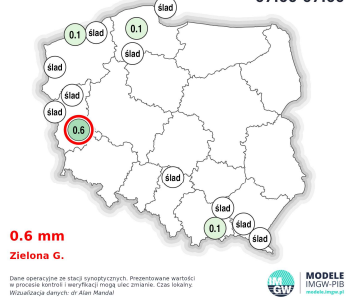 ślad
0.1
ślad
0.1
ślad
ślad
ślad
ślad
0.6
ślad
ślad
0.1
ślad
ślad
0.6 mm
Zielona G.
Dane operacyjne ze stacji synoptycznych. Prezentowane wartości
w procesie kontroli i weryfikacji mogą ulec zmianie. Czas lokalny.
Wizualizacja danych: dr Alan Mandal
IM
GW
MODELE
IMGW-PIB
modele.imgw.pl